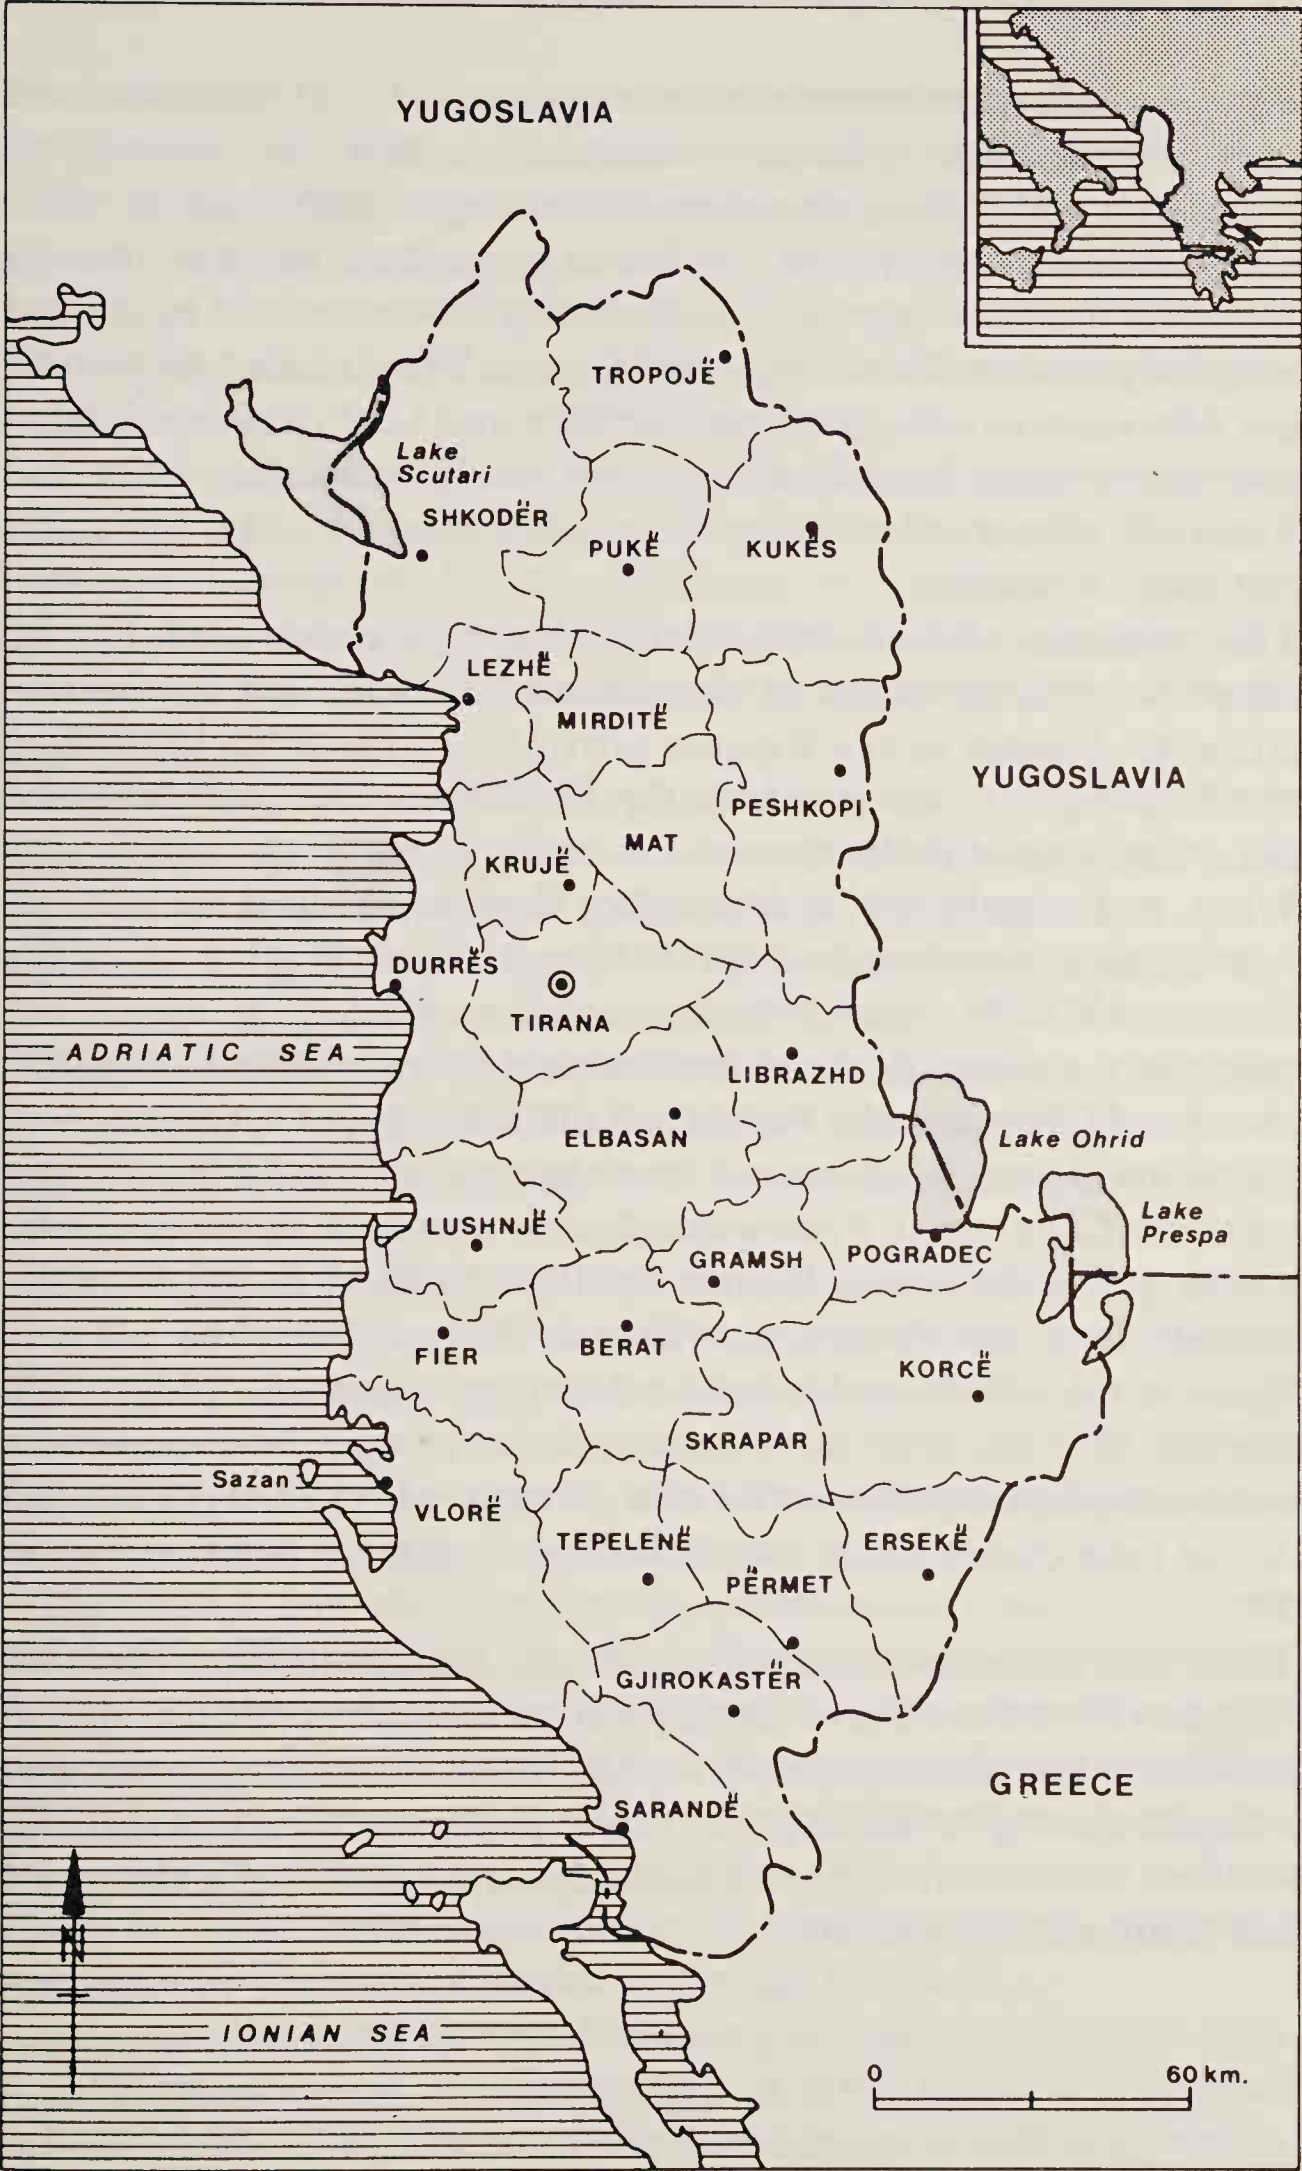 YUGOSLAVIA
TROPOJË
Lake
Scutari
SHKODËR
PUKË
KUKËS
LEZHË
MIRDITË
YUGOSLAVIA
PESHKOPI
MAT
KRUJË
DURRËS
TIRANA
ADRIATIC SEA
LIBRAZHD
ELBASAN
Lake Ohrid
Lake
Prespa
LUSHNJË
GRAMSH
POGRADEC
FIER
BERAT
KORCË
SKRAPAR
Sazan
VLORË
TEPELENË
ERSEKË
PËRMET
GJIROKASTËR
GREECE
SARANDË
N
IONIAN SEA
0
60 km.